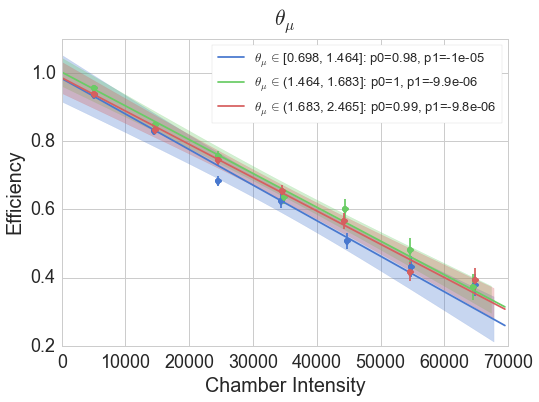 θμ
θμ ∈ [0.698, 1.464]: p0=0.98, p1=-1e-05
θμ ∈ (1.464, 1.683]: p0=1, p1=-9.9e-06
θμ ∈ (1.683, 2.465]: p0=0.99, p1=-9.8e-06
1.0
0.8
0.6
0.4
0.2
Efficiency
0 10000 20000 30000 40000 50000 60000 70000
Chamber Intensity